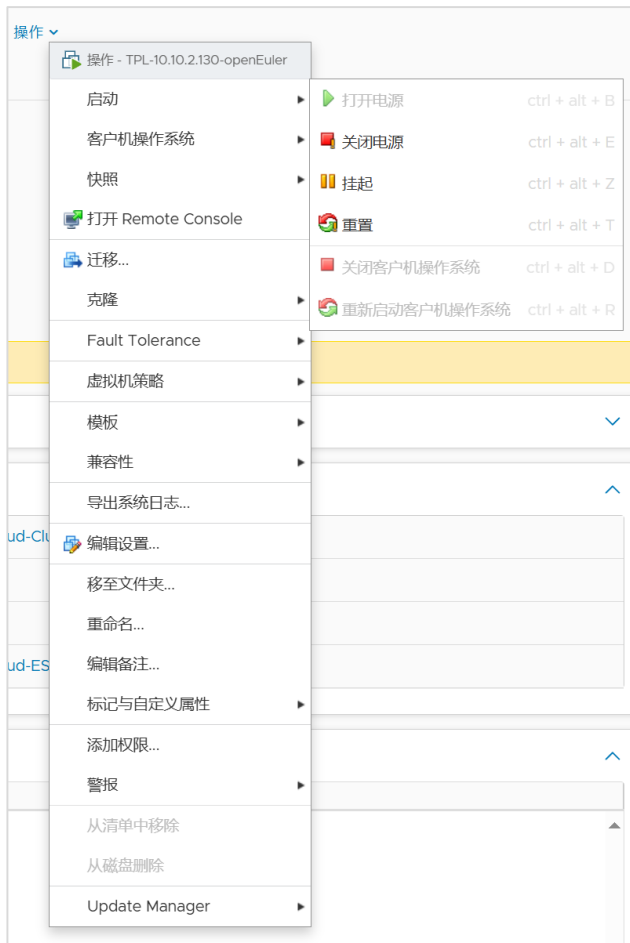 操作
操作 - TPL-10.10.2.130-openEuler
启动
打开电源 ctrl + alt + B
客户机操作系统
关闭电源 ctrl + alt + E
快照
挂起 ctrl + alt + Z
打开 Remote Console
重置 ctrl + alt + T
迁移...
关闭客户机操作系统 ctrl + alt + D
克隆
重新启动客户机操作系统 ctrl + alt + R
Fault Tolerance
虚拟机策略
模板
兼容性
导出系统日志...
ud-Clu
编辑设置...
移至文件夹...
重命名...
ud-ES
编辑备注...
标记与自定义属性
添加权限...
警报
从清单中移除
从磁盘删除
Update Manager